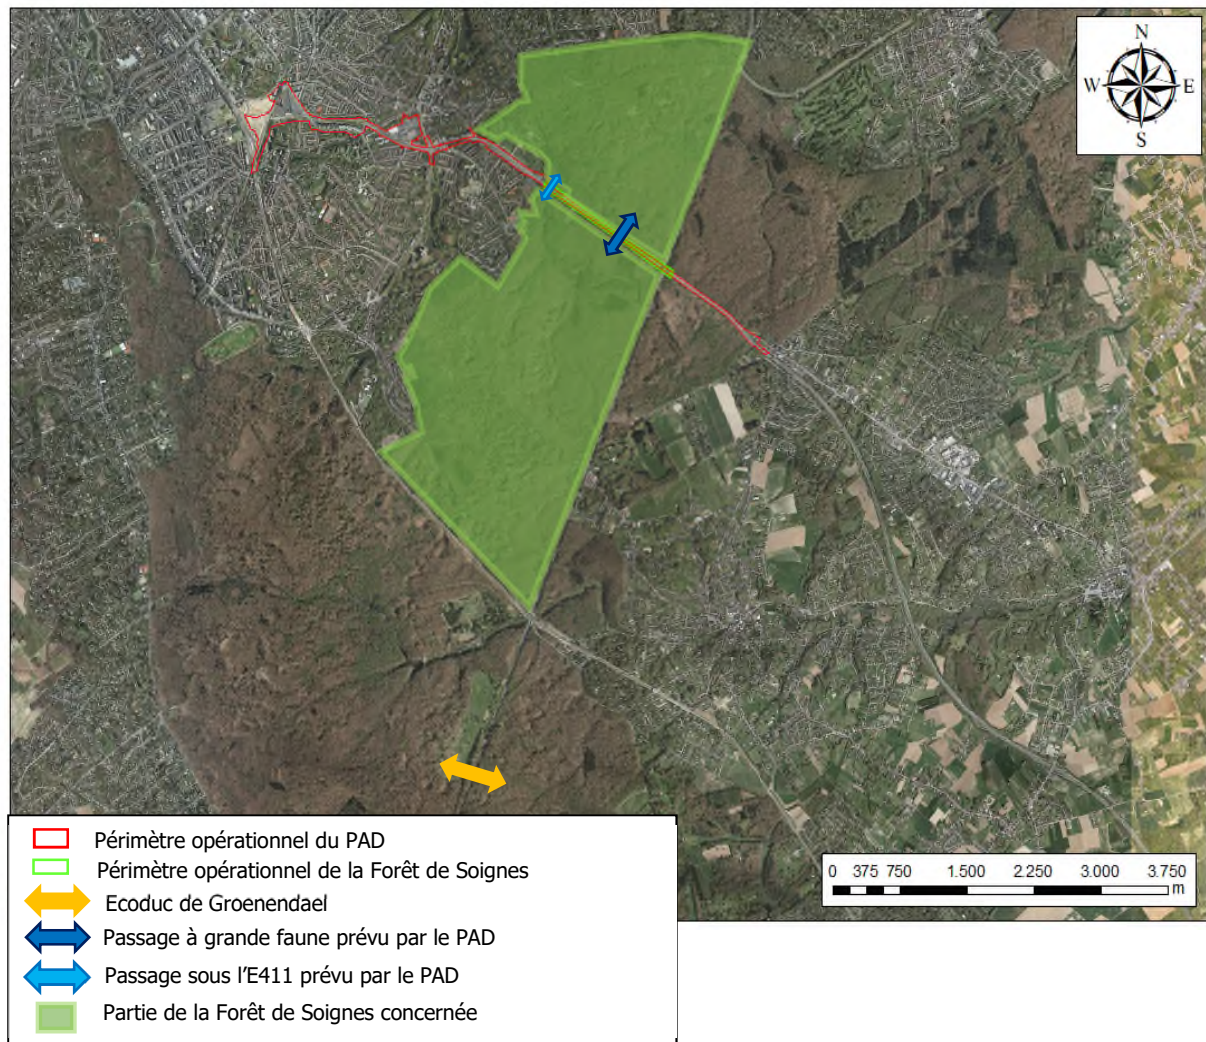 N
W E
S
Périmètre opérationnel du PAD
Périmètre opérationnel de la Forêt de Soignes
Ecoduc de Groenendael
Passage à grande faune prévu par le PAD
Passage sous l'E411 prévu par le PAD
Partie de la Forêt de Soignes concernée
0 375 750 1.500 2.250 3.000 3.750
m